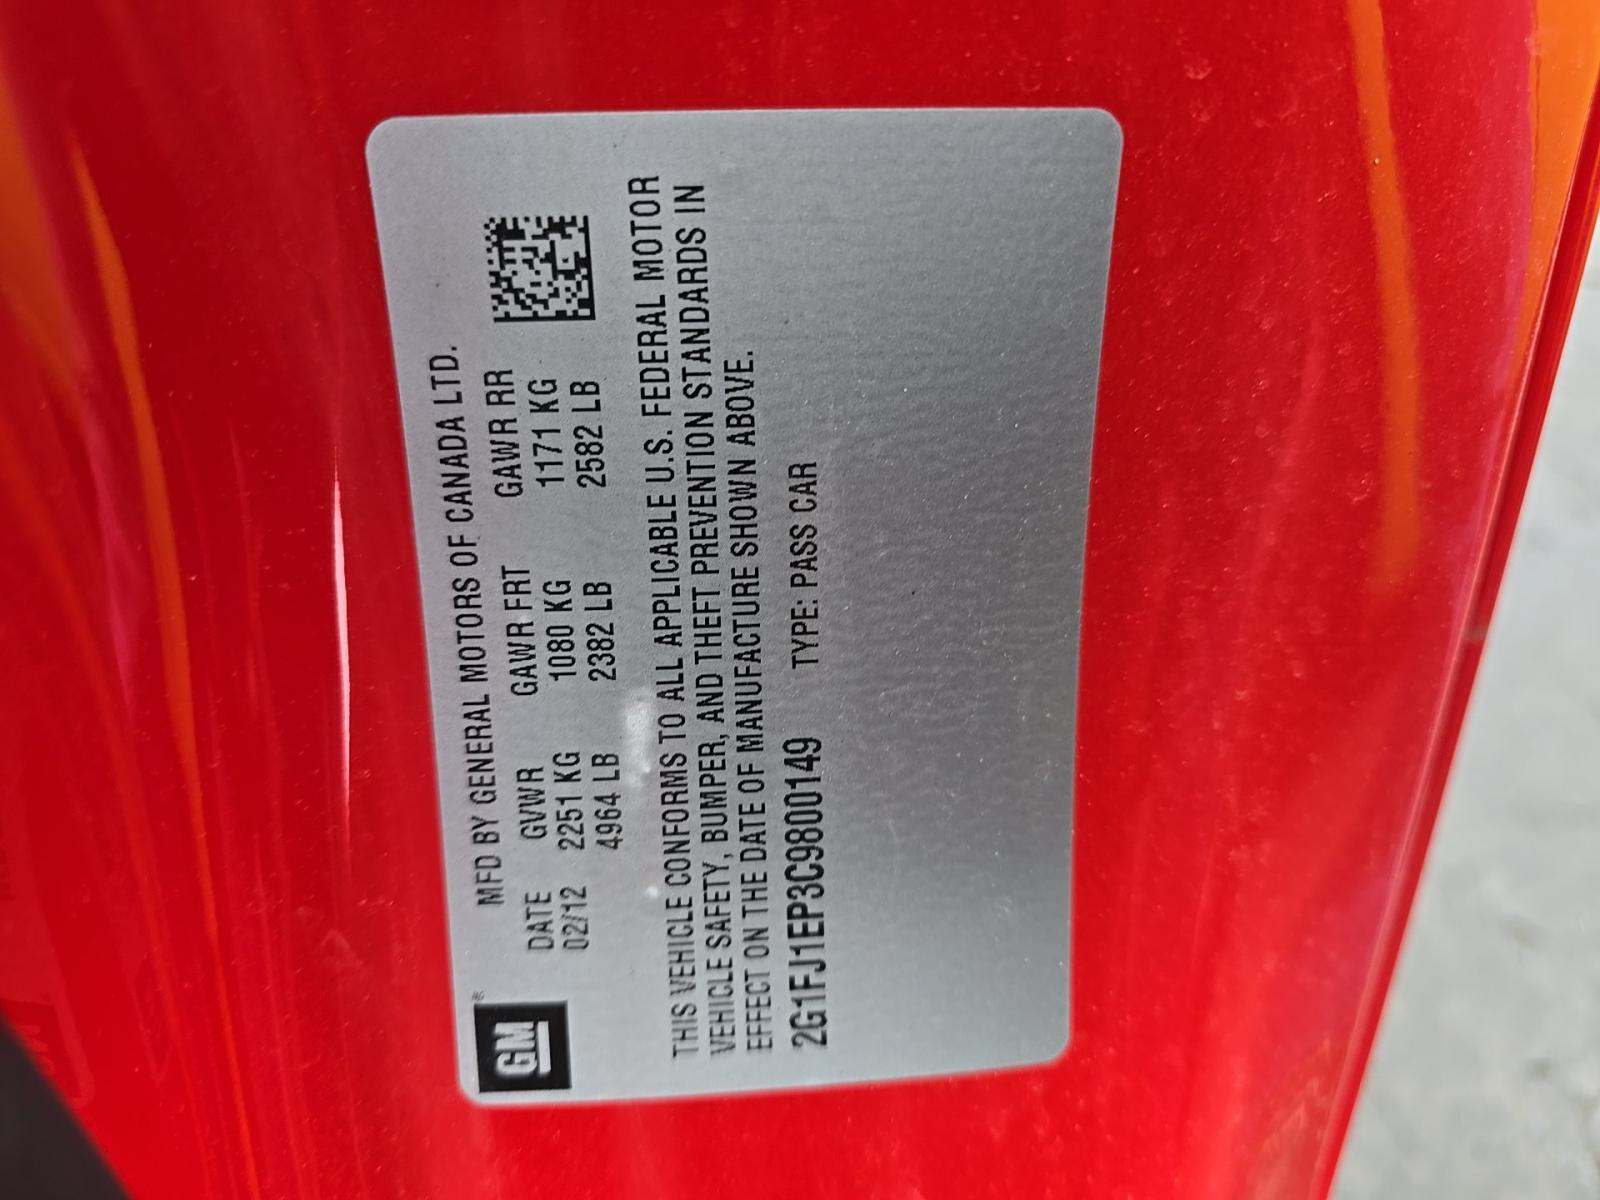 GM®
MFD BY GENERAL MOTORS OF CANADA LTD.
DATE GVWR GAWR FRT GAWR RR
02/12 2251 KG 1080 KG 1171 KG
4964 LB 2382 LB 2582 LB
THIS VEHICLE CONFORMS TO ALL APPLICABLE U.S. FEDERAL MOTOR
VEHICLE SAFETY, BUMPER, AND THEFT PREVENTION STANDARDS IN
EFFECT ON THE DATE OF MANUFACTURE SHOWN ABOVE.
2G1FJ1EP3C9800149 TYPE: PASS CAR